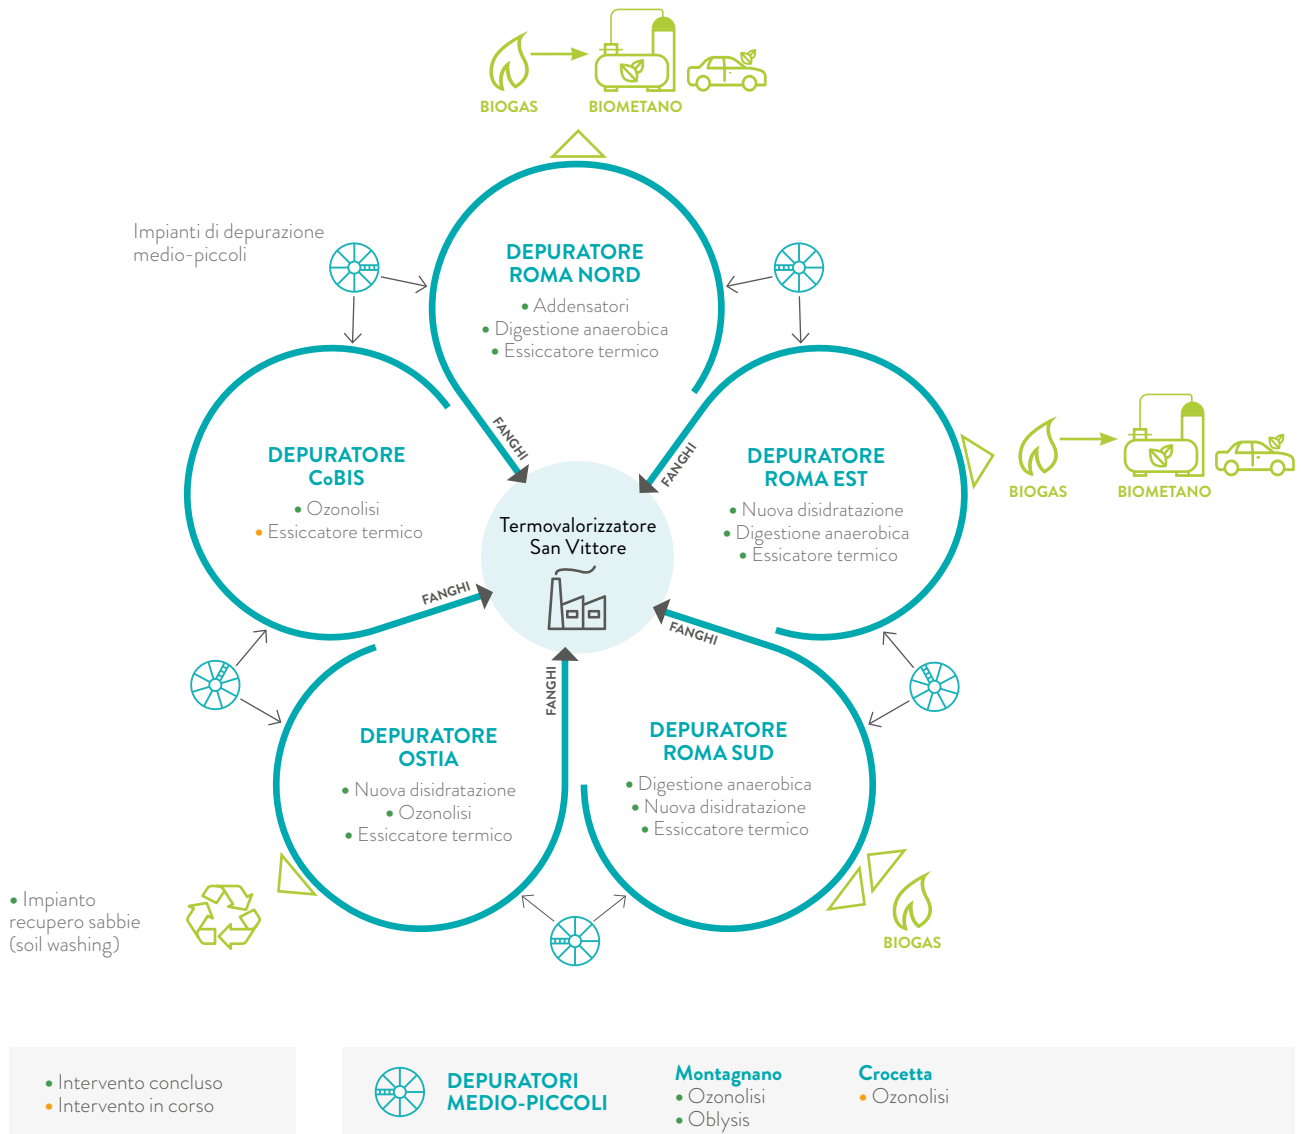 BIOGAS
BIOMETANO
Impianti di depurazione
medio-piccoli
DEPURATORE
ROMA NORD
• Addensatori
• Digestione anaerobica
• Essiccatore termico
FANGHI
FANGHI
DEPURATORE
CoBIS
• Ozonolisi
• Essiccatore termico
DEPURATORE
ROMA EST
• Nuova disidratazione
• Digestione anaerobica
• Essicatore termico
BIOGAS
BIOMETANO
Termovalorizzatore
San Vittore
FANGHI
FANGHI
FANGHI
DEPURATORE
OSTIA
• Nuova disidratazione
• Ozonolisi
• Essiccatore termico
DEPURATORE
ROMA SUD
• Digestione anaerobica
• Nuova disidratazione
• Essiccatore termico
• Impianto
recupero sabbie
(soil washing)
BIOGAS
• Intervento concluso
• Intervento in corso
DEPURATORI
MEDIO-PICCOLI
Montagnano
• Ozonolisi
• Oblysis
Crocetta
• Ozonolisi